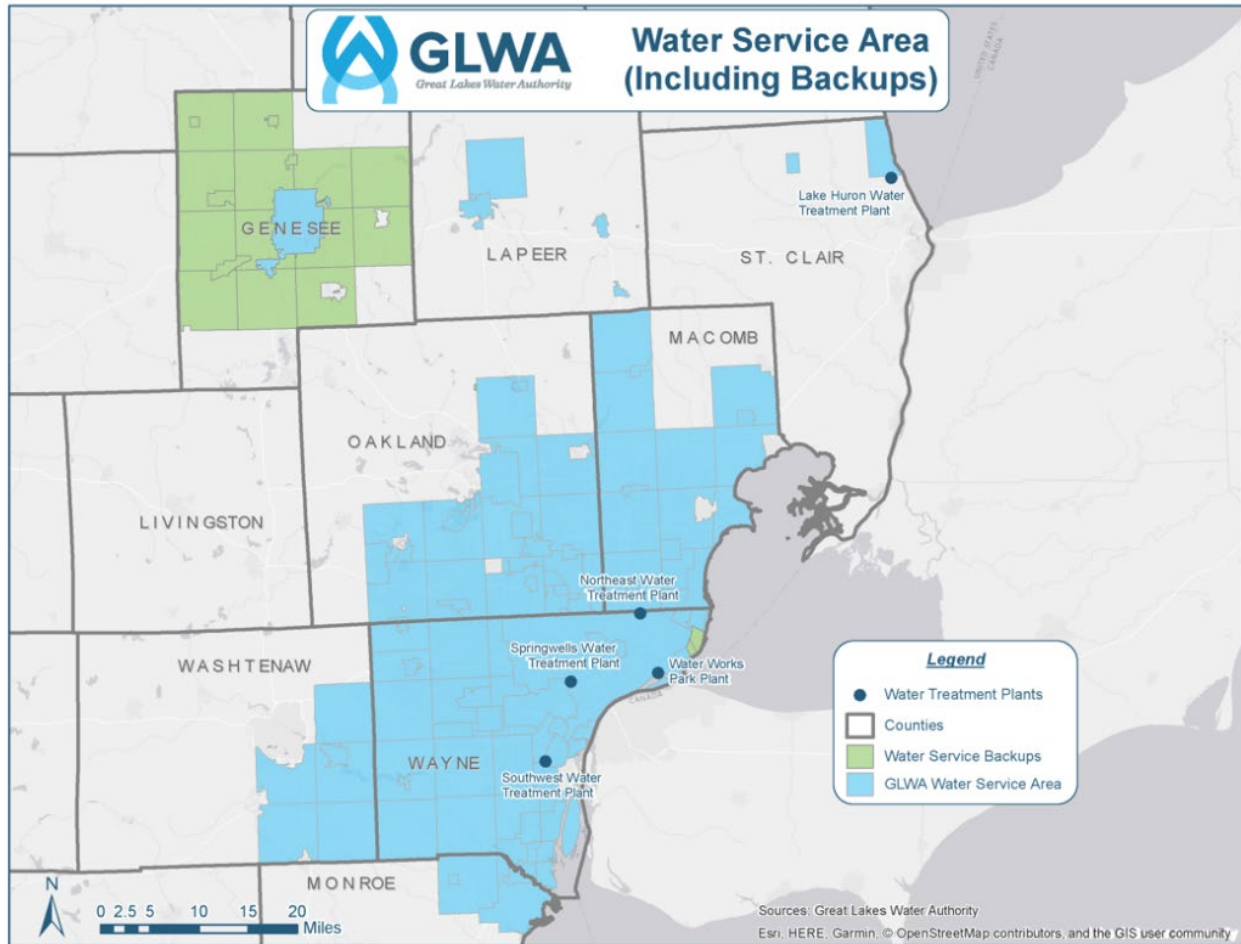 GLWA
Great Lakes Water Authority
Water Service Area
(Including Backups)
UNITED STATES
CANADA
Lake Huron Water
Treatment Plant
GENESEE
LAPEER
ST. CLAIR
MACOMB
OAKLAND
LIVINGSTON
Northeast Water
Treatment Plant
Springwells Water
Treatment Plant
WASHTENAW
Water Works
Park Plant
CANADA
WAYNE
Southwest Water
Treatment Plant
MONROE
Legend
Water Treatment Plants
Counties
Water Service Backups
GLWA Water Service Area
N
0 2.5 5 10 15 20
Miles
Sources: Great Lakes Water Authority
Esri, HERE, Garmin, © OpenStreetMap contributors, and the GIS user community